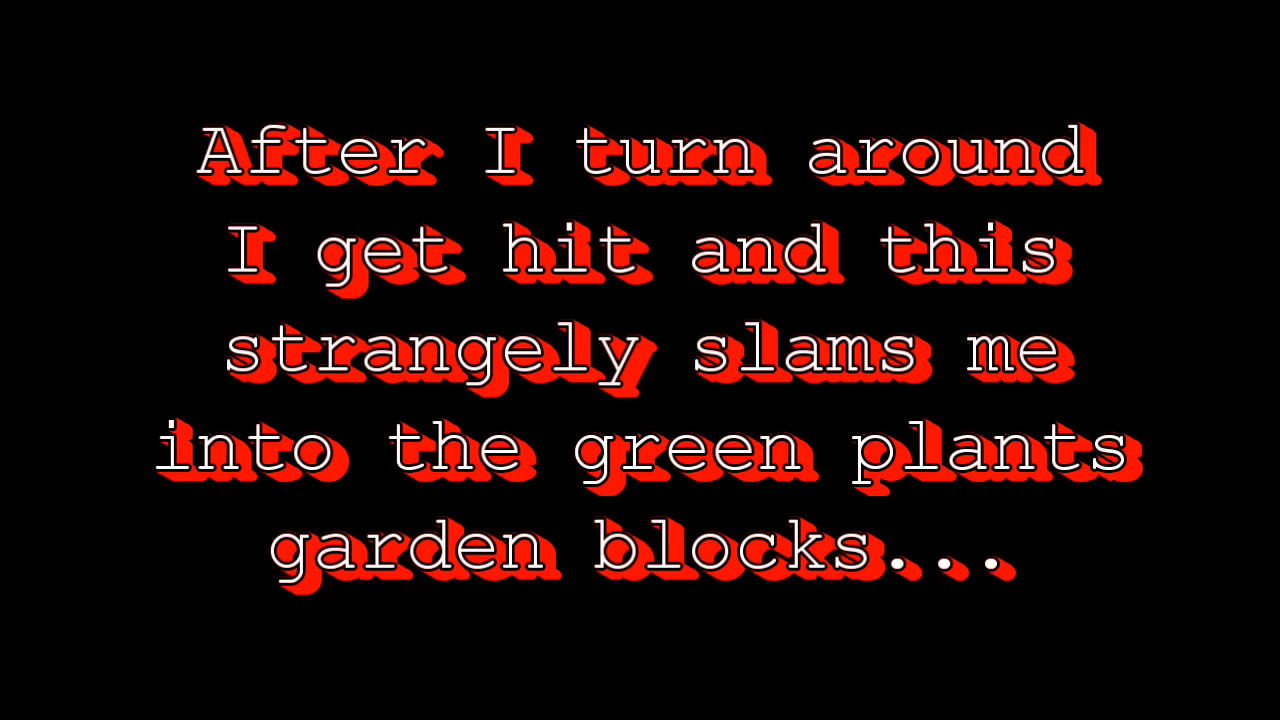 After I turn around
I get hit and this
strangely slams me
into the green plants
garden blocks...